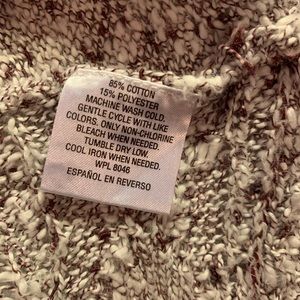 85% COTTON
15% POLYESTER
MACHINE WASH COLD.
GENTLE CYCLE WITH LIKE
COLORS. ONLY NON-CHLORINE
BLEACH WHEN NEEDED.
TUMBLE DRY LOW.
COOL IRON WHEN NEEDED.
WPL 8046
ESPAÑOL EN REVERSO